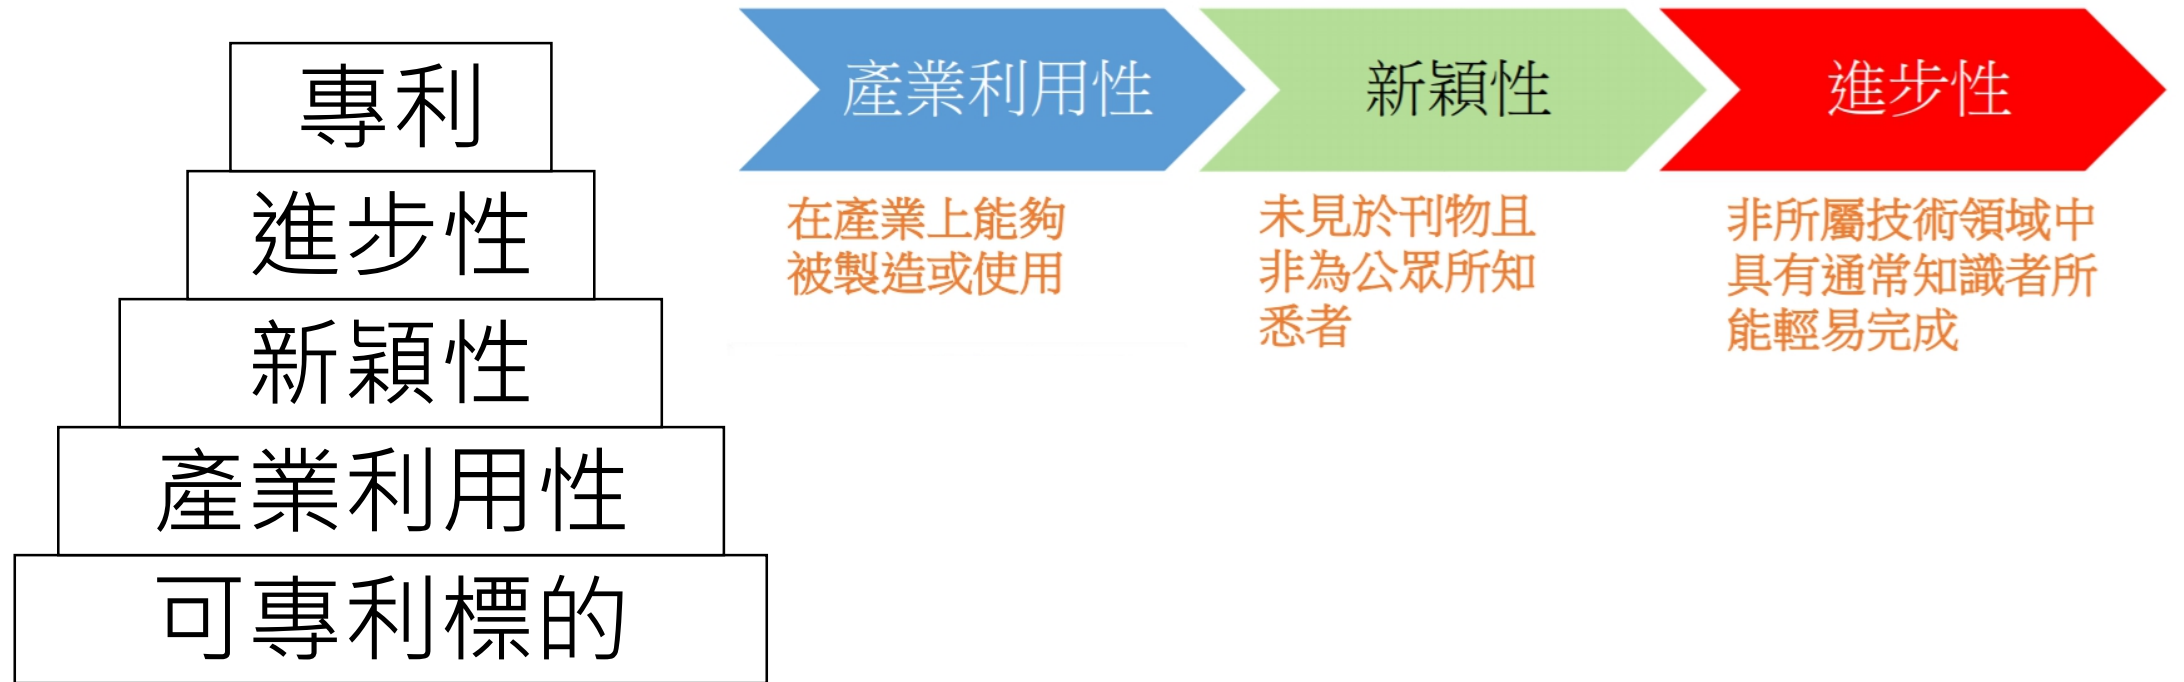 專利
進步性
新穎性
產業利用性
可專利標的
產業利用性
在產業上能夠
被製造或使用
新穎性
未見於刊物且
非為公眾所知
悉者
進步性
非所屬技術領域中
具有通常知識者所
能輕易完成